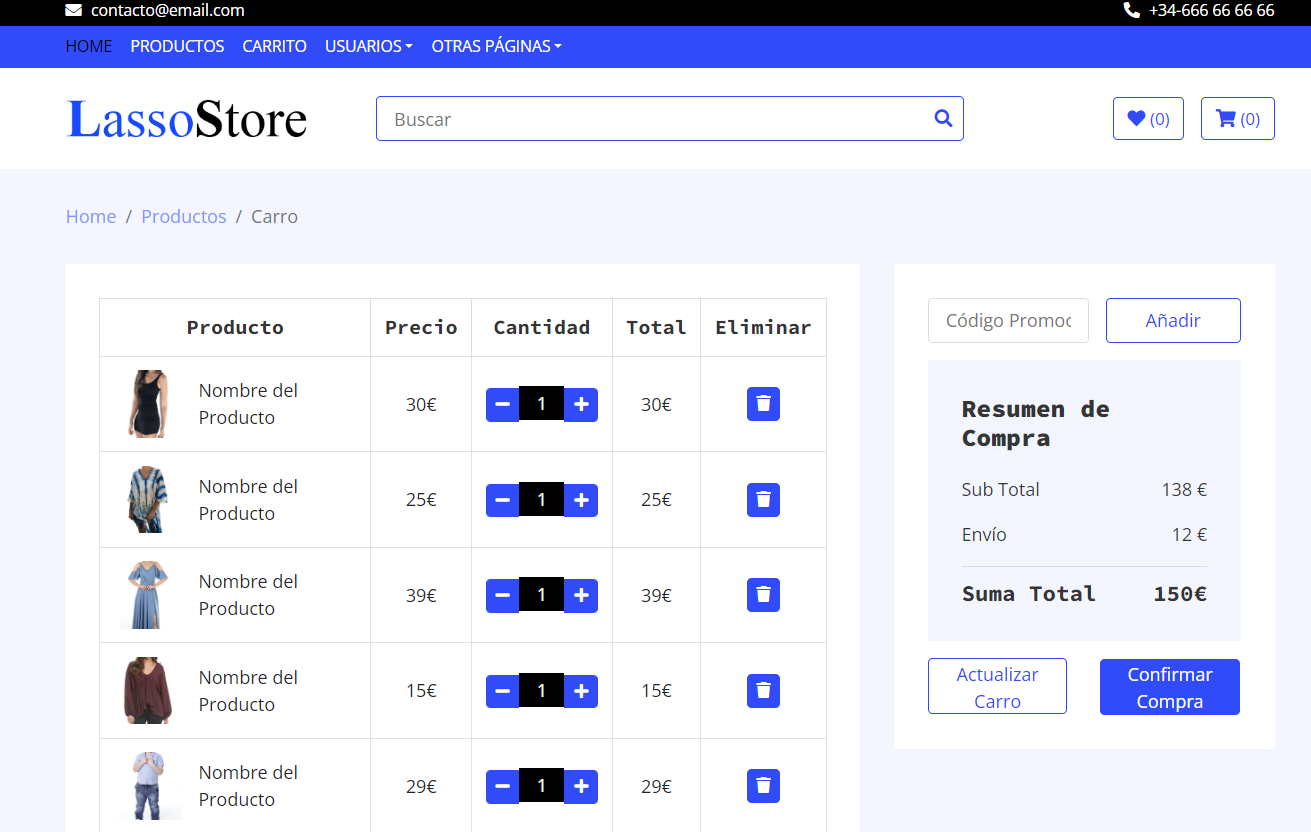 contacto@email.com +34-666 66 66 66
HOME PRODUCTOS CARRITO USUARIOS OTRAS PÁGINAS
LassoStore Buscar (0) (0)
Home / Productos / Carro
Producto Precio Cantidad Total Eliminar
Nombre del
Producto 30€ 1 30€
Nombre del
Producto 25€ 1 25€
Nombre del
Producto 39€ 1 39€
Nombre del
Producto 15€ 1 15€
Nombre del
Producto 29€ 1 29€
Código Promoc Añadir
Resumen de
Compra
Sub Total 138 €
Envío 12 €
Suma Total 150€
Actualizar
Carro
Confirmar
Compra